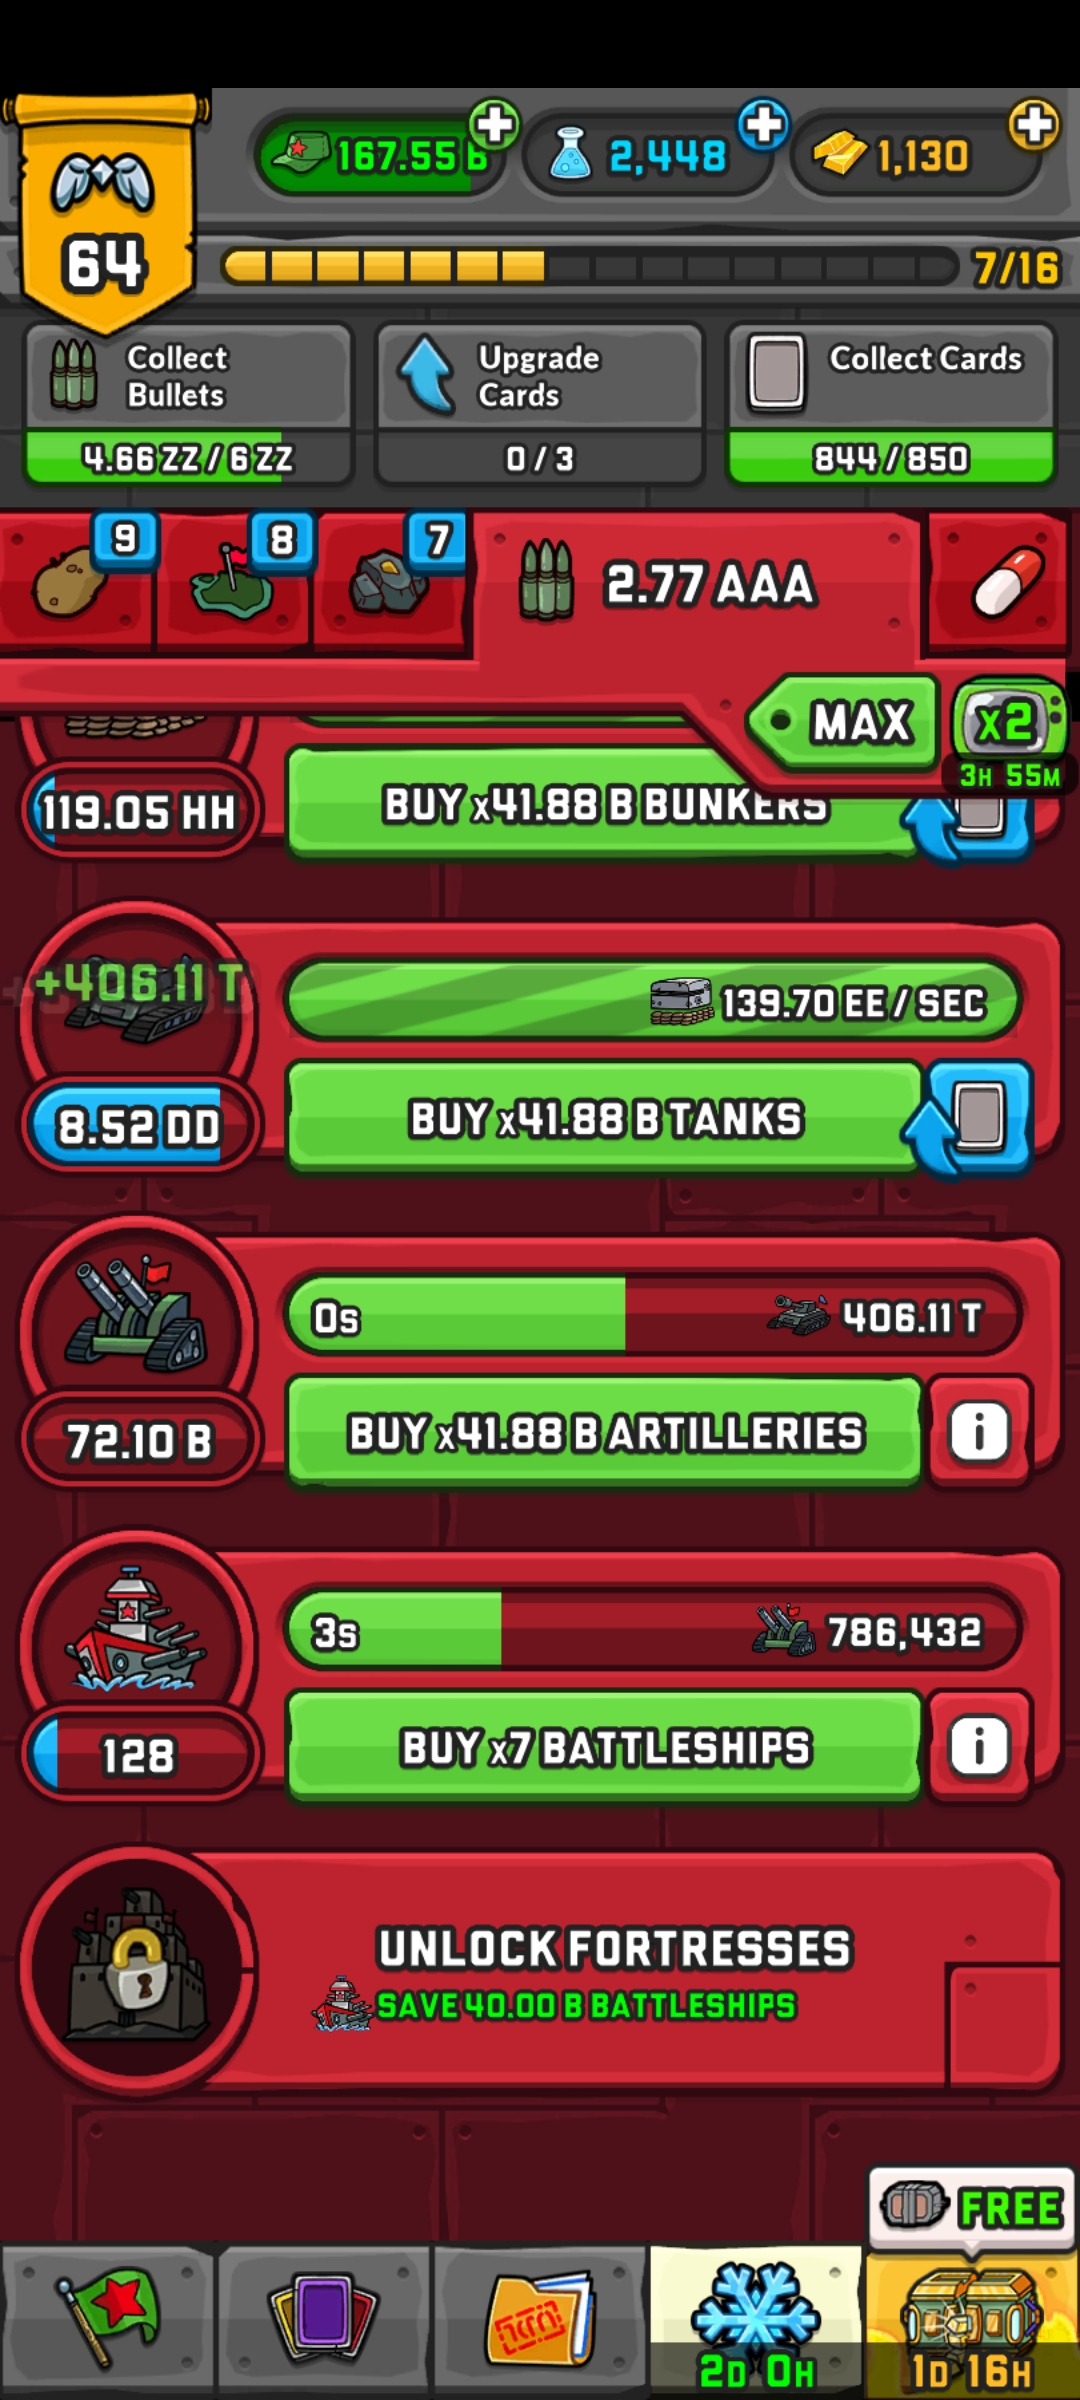 167.55 B
2,448
1,130
64
7/16
Collect
Bullets
Upgrade
Cards
Collect Cards
4.66 ZZ / 6 ZZ
0 / 3
844 / 850
9
8
7
2.77 AAA
MAX
x2
3H 55M
119.05 HH
BUY x41.88 B BUNKERS
+406.11 T
139.70 EE / SEC
8.52 DD
BUY x41.88 B TANKS
0s
406.11 T
72.10 B
BUY x41.88 B ARTILLERIES
i
3s
786,432
128
BUY x7 BATTLESHIPS
i
UNLOCK FORTRESSES
SAVE 40.00 B BATTLESHIPS
FREE
2D 0H
1D 16H